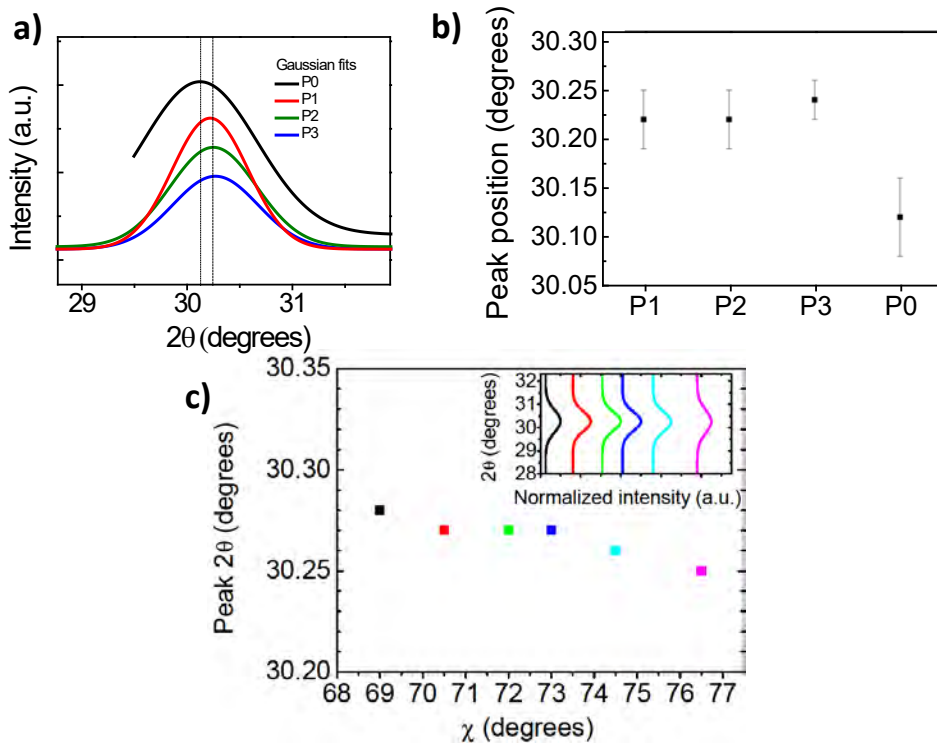 a)
Intensity (a.u.)
Gaussian fits
P0
P1
P2
P3
29 30 31
2θ (degrees)
b)
Peak position (degrees)
30.30
30.25
30.20
30.15
30.10
30.05
P1 P2 P3 P0
c)
Peak 2θ (degrees)
30.35
30.30
30.25
30.20
68 69 70 71 72 73 74 75 76 77
χ (degrees)
2θ (degrees)
32
31
30
29
28
Normalized intensity (a.u.)